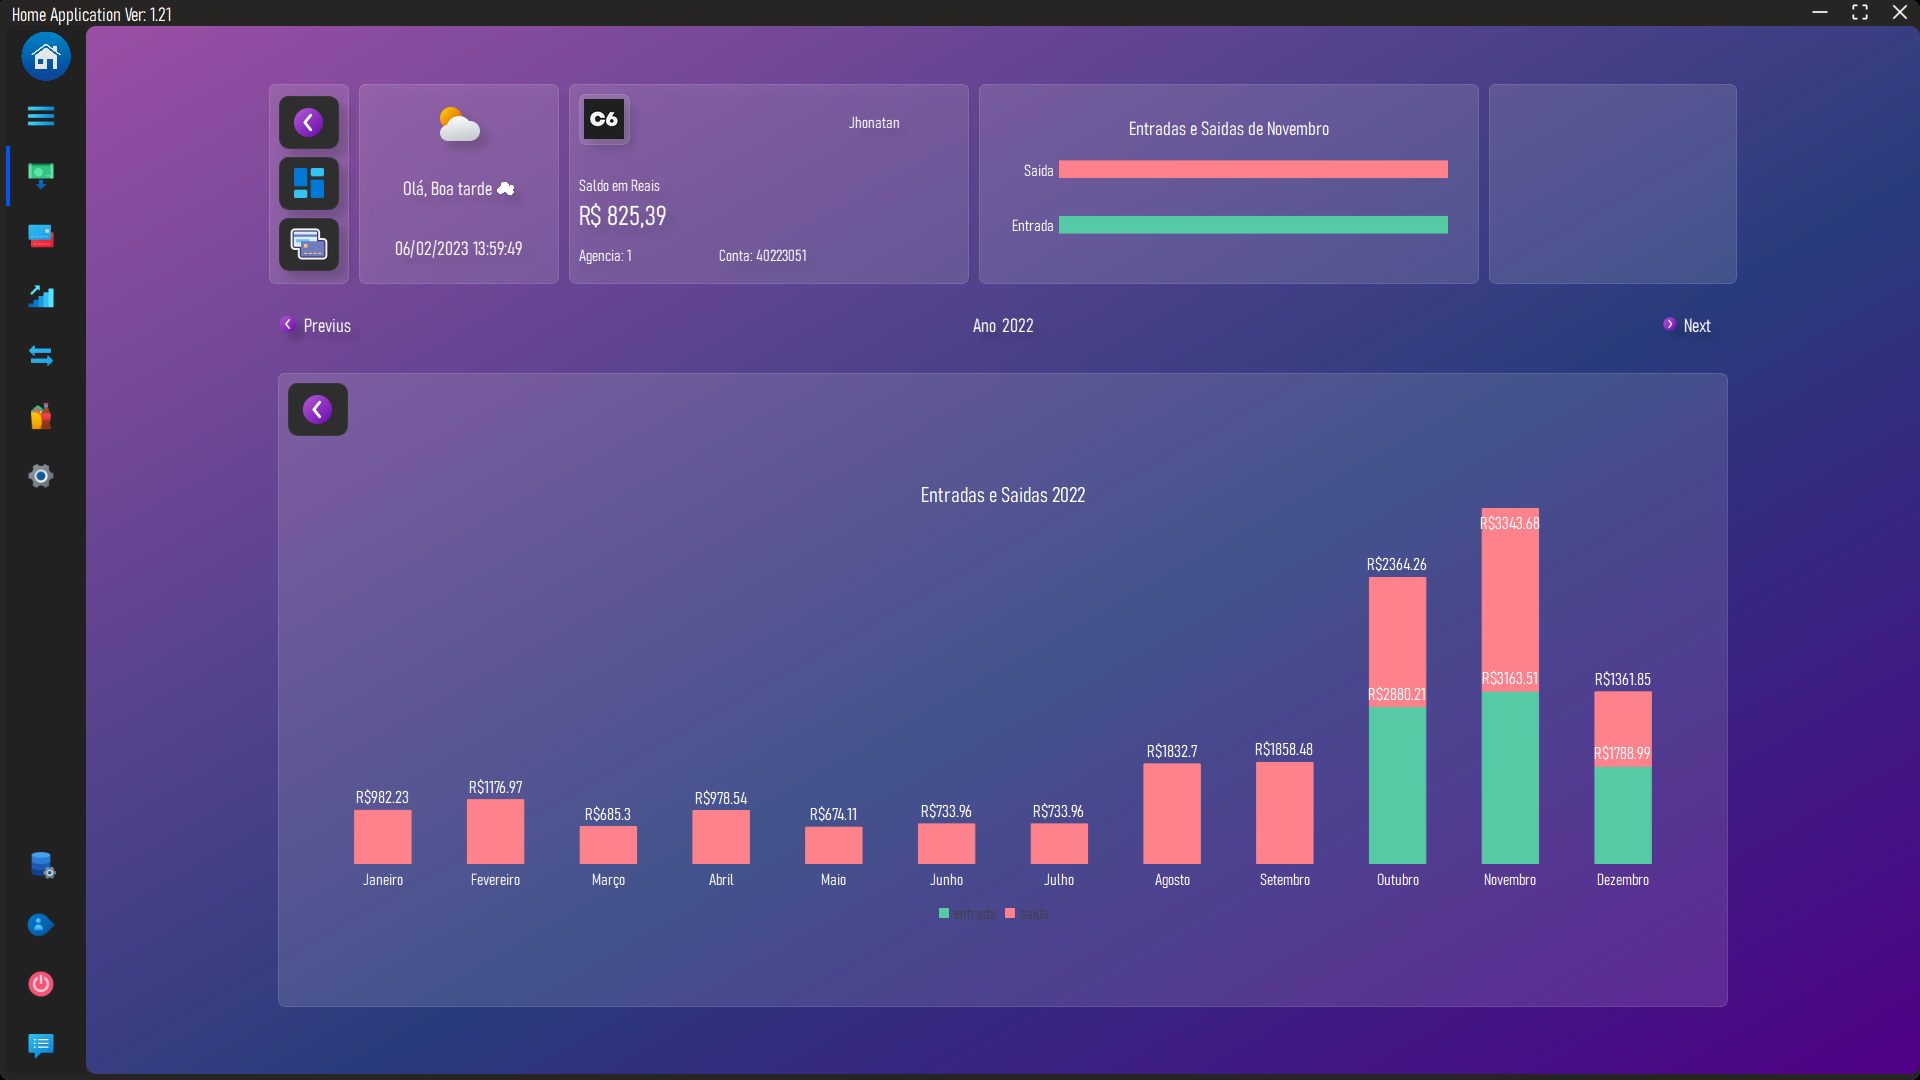 Home Application Ver: 1.21
C6
Jhonatan
Olá, Boa tarde
06/02/2023 13:59:49
Saldo em Reais
R$ 825,39
Agencia: 1 Conta: 40223051
Entradas e Saidas de Novembro
Saida
Entrada
Previus
Ano 2022
Next
Entradas e Saidas 2022
R$3343.68
R$2364.26
R$3163.51
R$1361.85
R$2880.21
R$1832.7
R$1858.48
R$1788.99
R$982.23
R$1176.97
R$685.3
R$978.54
R$674.11
R$733.96
R$733.96
Janeiro Fevereiro Março Abril Maio Junho Julho Agosto Setembro Outubro Novembro Dezembro
entrada saida